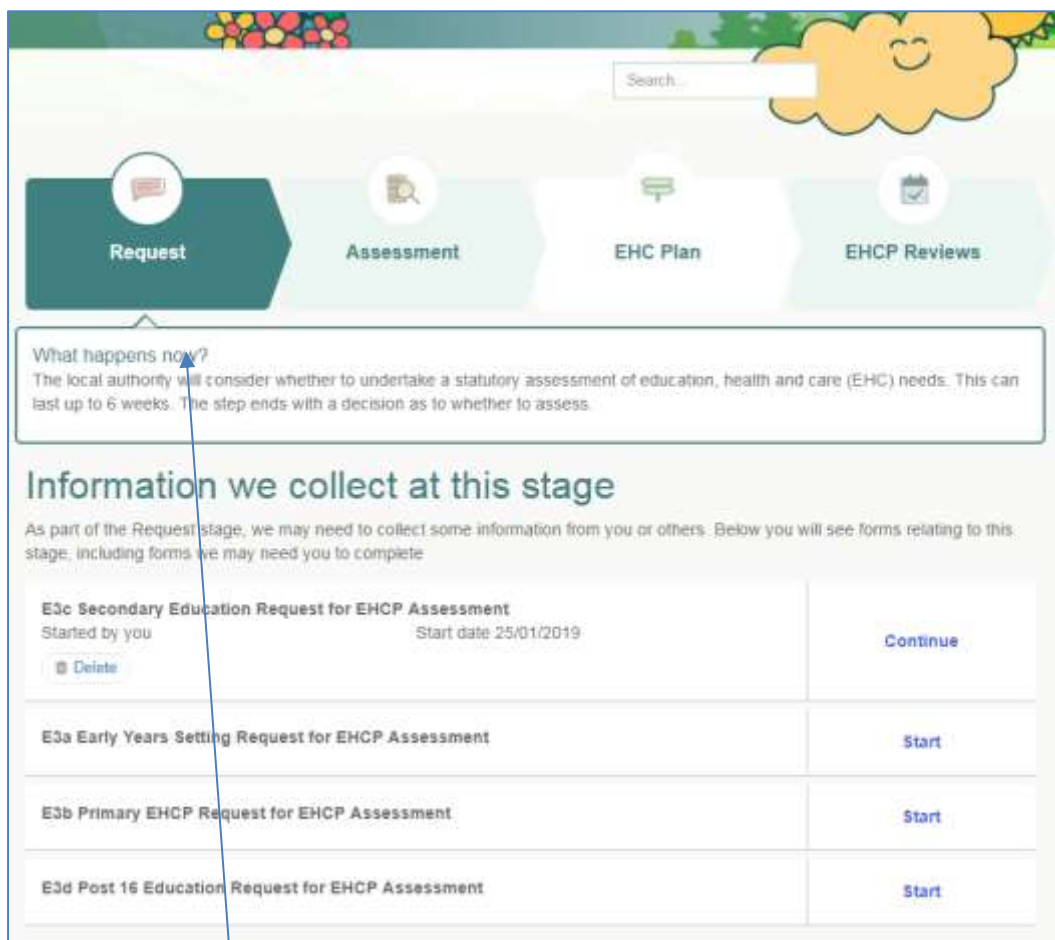 Search...
Request
Assessment
EHC Plan
EHCP Reviews
What happens now?
The local authority will consider whether to undertake a statutory assessment of education, health and care (EHC) needs. This can
last up to 6 weeks. The step ends with a decision as to whether to assess.
Information we collect at this stage
As part of the Request stage, we may need to collect some information from you or others. Below you will see forms relating to this
stage, including forms we may need you to complete
E3c Secondary Education Request for EHCP Assessment
Started by you Start date 25/01/2019
Continue
Delete
E3a Early Years Setting Request for EHCP Assessment
Start
E3b Primary EHCP Request for EHCP Assessment
Start
E3d Post 16 Education Request for EHCP Assessment
Start